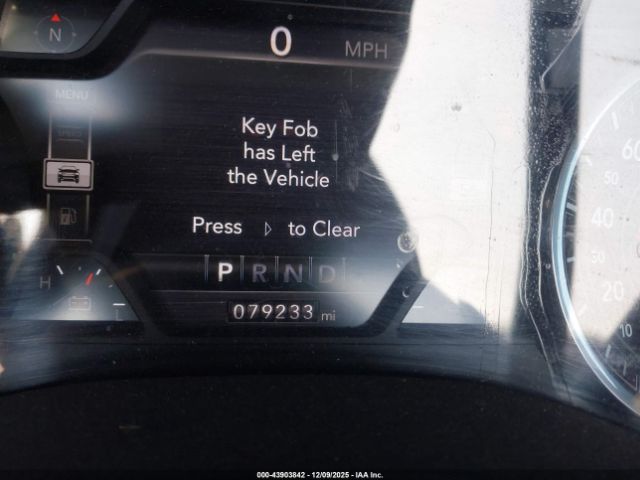 N
0 MPH
MENU
SPEED
Key Fob
has Left
the Vehicle
Press ▷ to Clear
P R N D
H
079233 mi
60
50
40
30
20
10
000-43903842 | 12/09/2025 | IAA Inc.